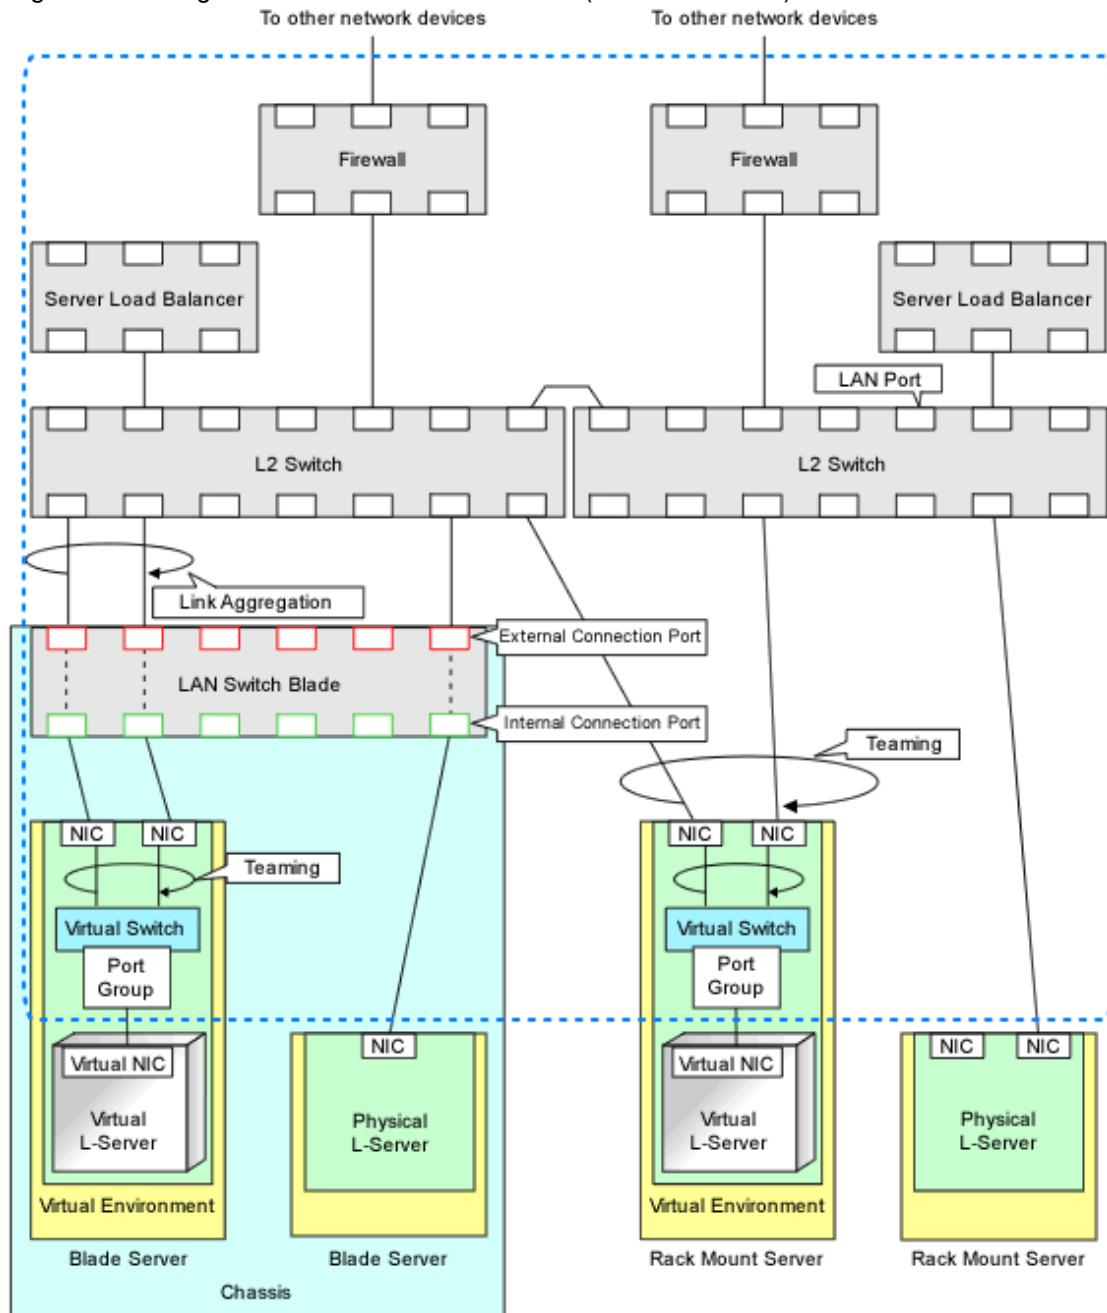 To other network devices
To other network devices
Firewall
Firewall
Server Load Balancer
Server Load Balancer
LAN Port
L2 Switch
L2 Switch
Link Aggregation
External Connection Port
LAN Switch Blade
Internal Connection Port
Teaming
NIC
NIC
NIC
NIC
Teaming
Virtual Switch
Virtual Switch
Port
Group
Port
Group
NIC
NIC
NIC
Virtual NIC
Virtual NIC
Virtual
L-Server
Physical
L-Server
Virtual
L-Server
Physical
L-Server
Virtual Environment
Virtual Environment
Blade Server
Blade Server
Rack Mount Server
Rack Mount Server
Chassis